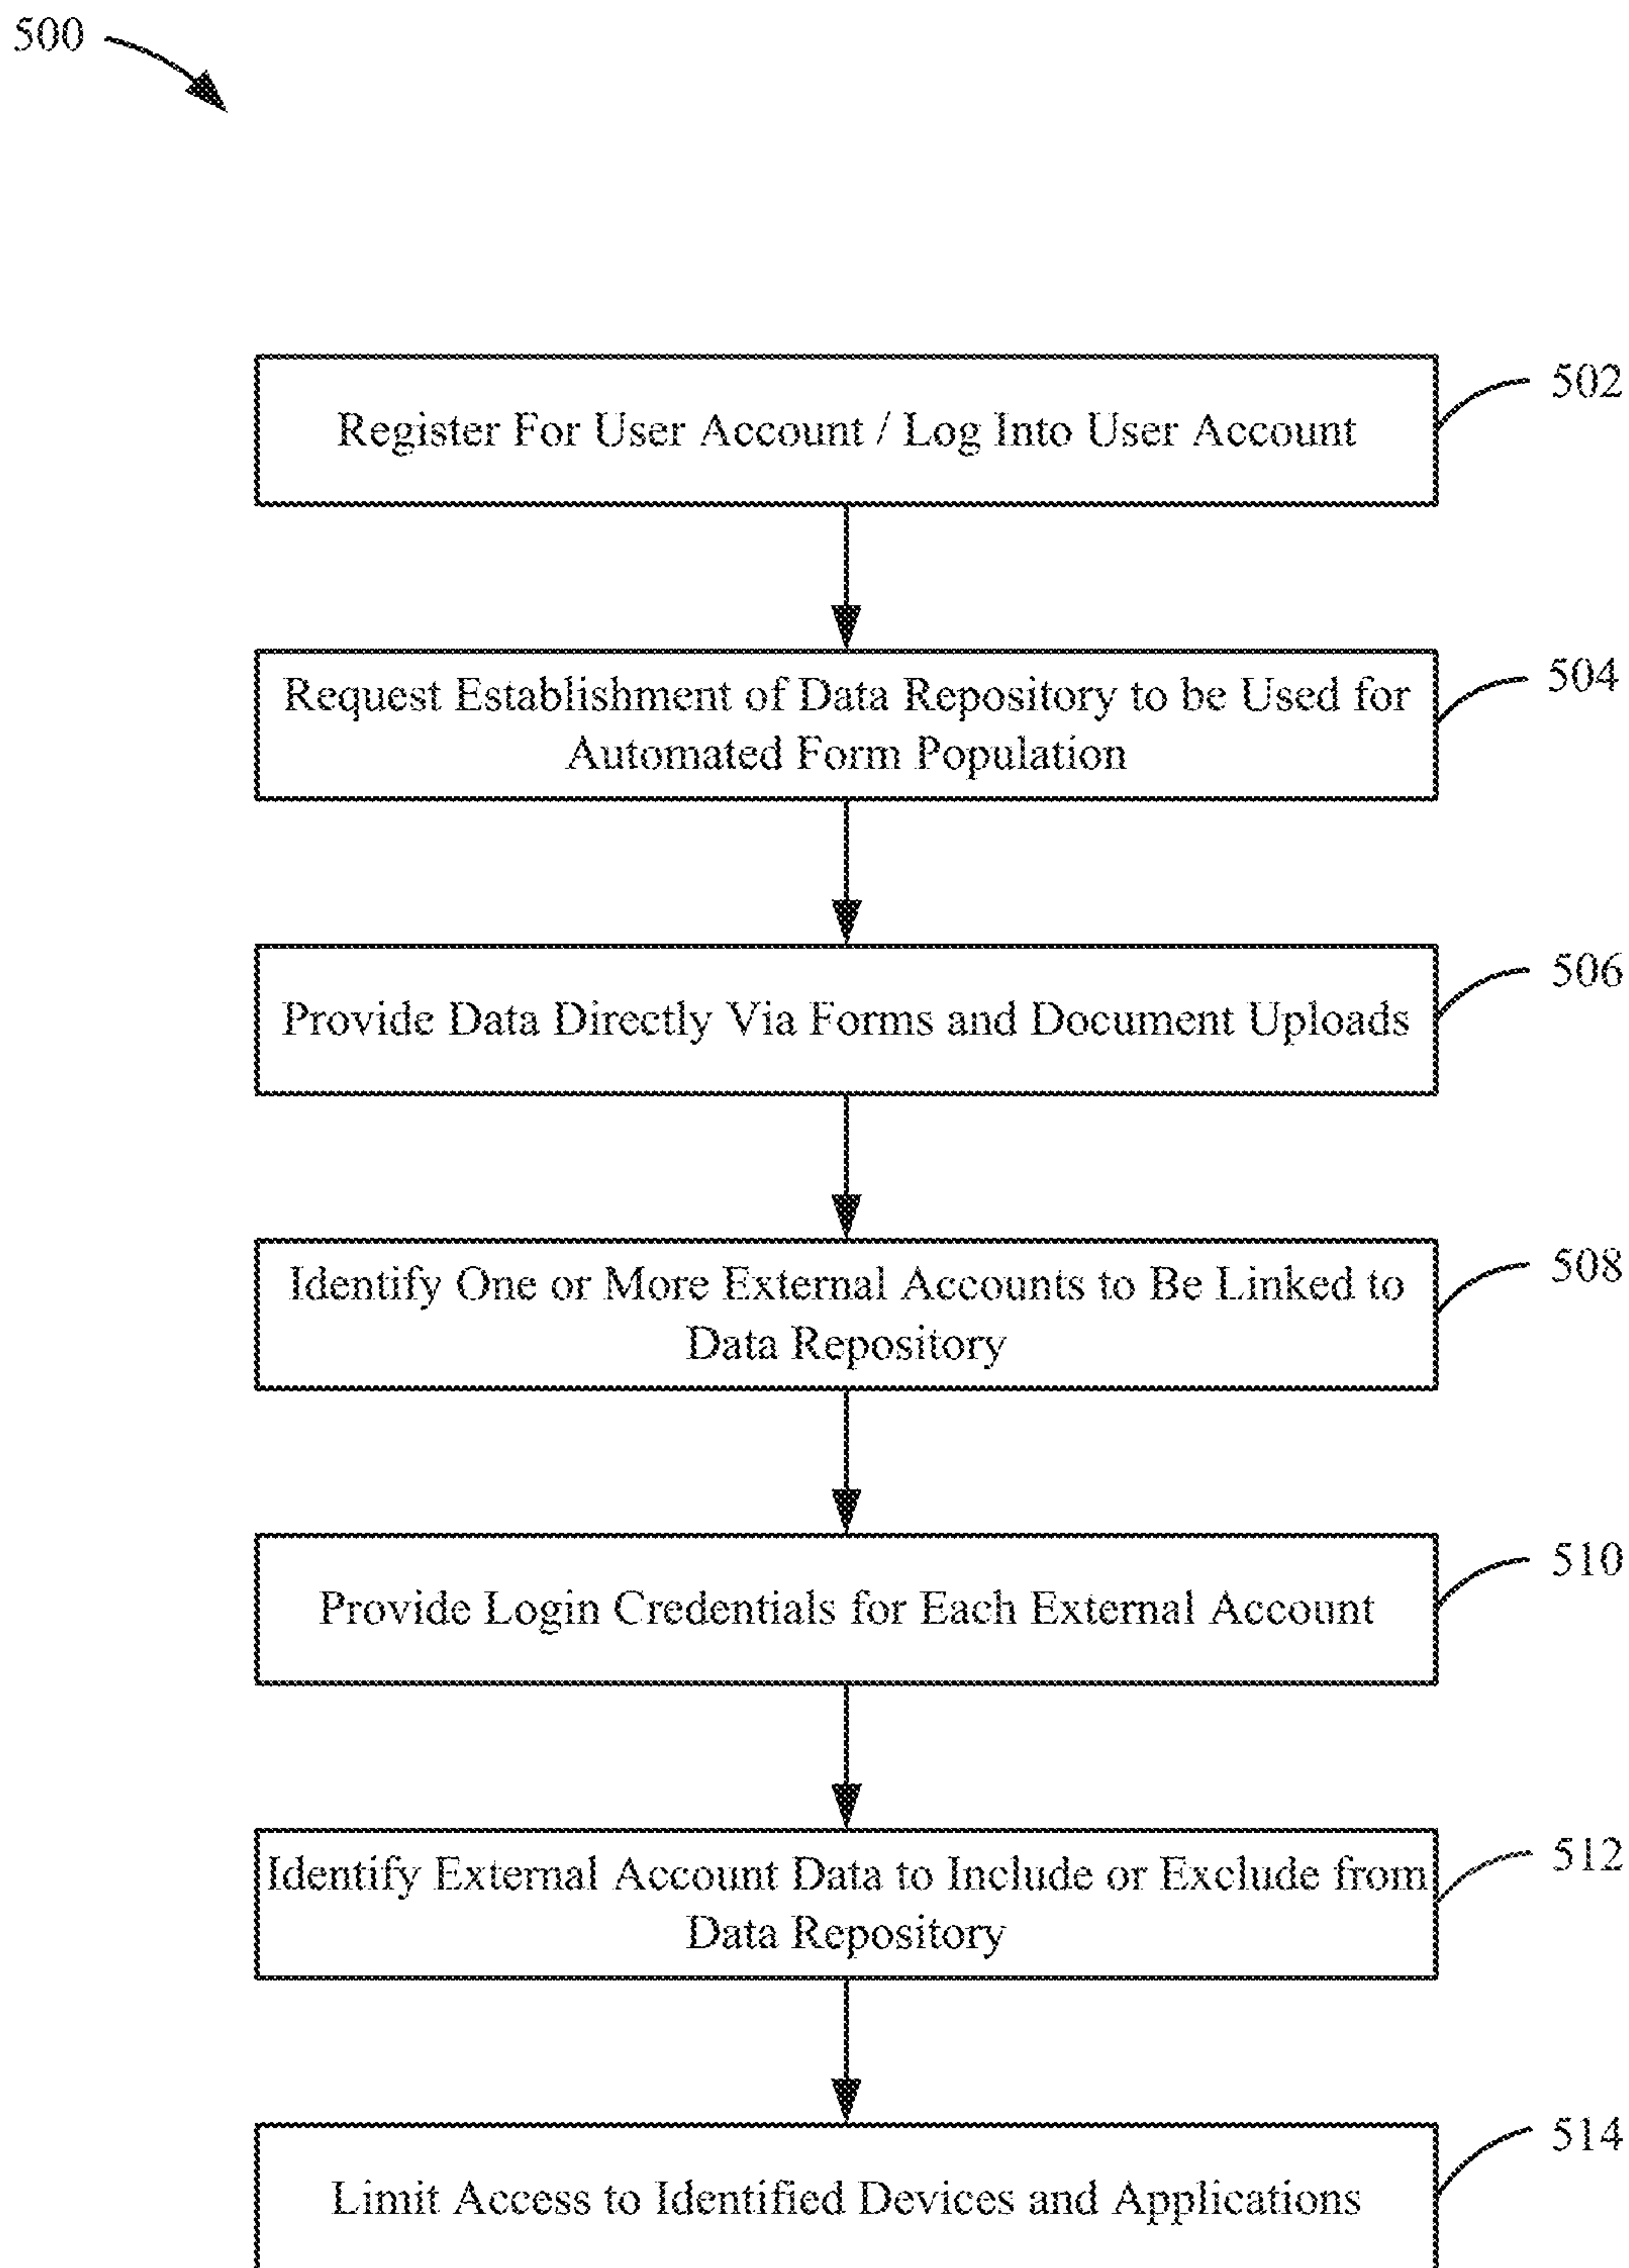 500
Register For User Account / Log Into User Account
502
Request Establishment of Data Repository to be Used for
Automated Form Population
504
Provide Data Directly Via Forms and Document Uploads
506
Identify One or More External Accounts to Be Linked to
Data Repository
508
Provide Login Credentials for Each External Account
510
Identify External Account Data to Include or Exclude from
Data Repository
512
Limit Access to Identified Devices and Applications
514